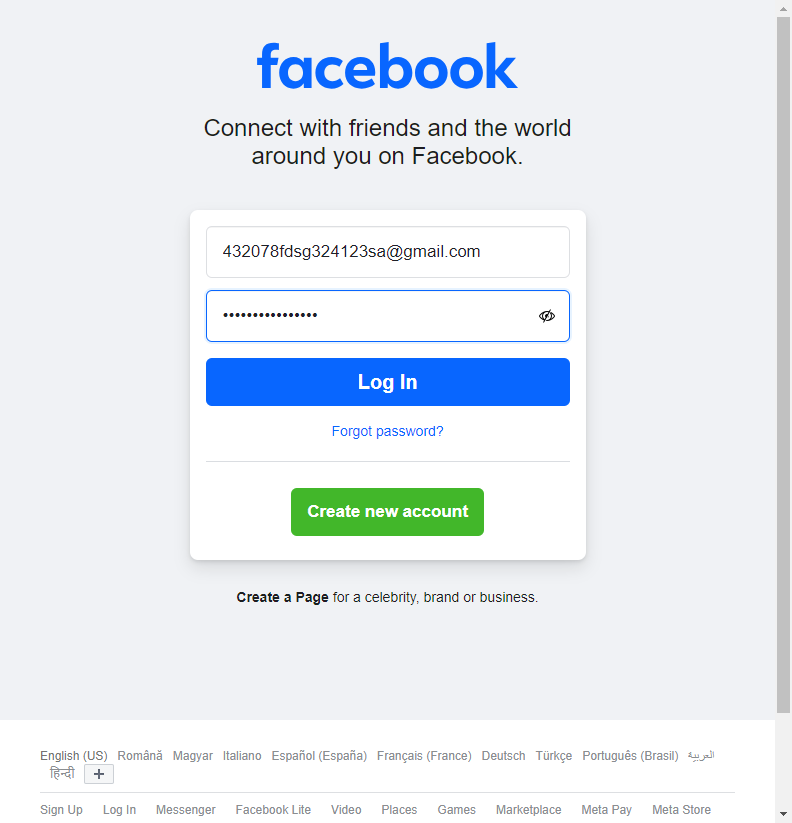 facebook
Connect with friends and the world
around you on Facebook.
432078fdsg324123sa@gmail.com
••••••••••••••••
Log In
Forgot password?
Create new account
Create a Page for a celebrity, brand or business.
English (US) Română Magyar Italiano Español (España) Français (France) Deutsch Türkçe Português (Brasil) العربية
हिन्दी +
Sign Up Log In Messenger Facebook Lite Video Places Games Marketplace Meta Pay Meta Store